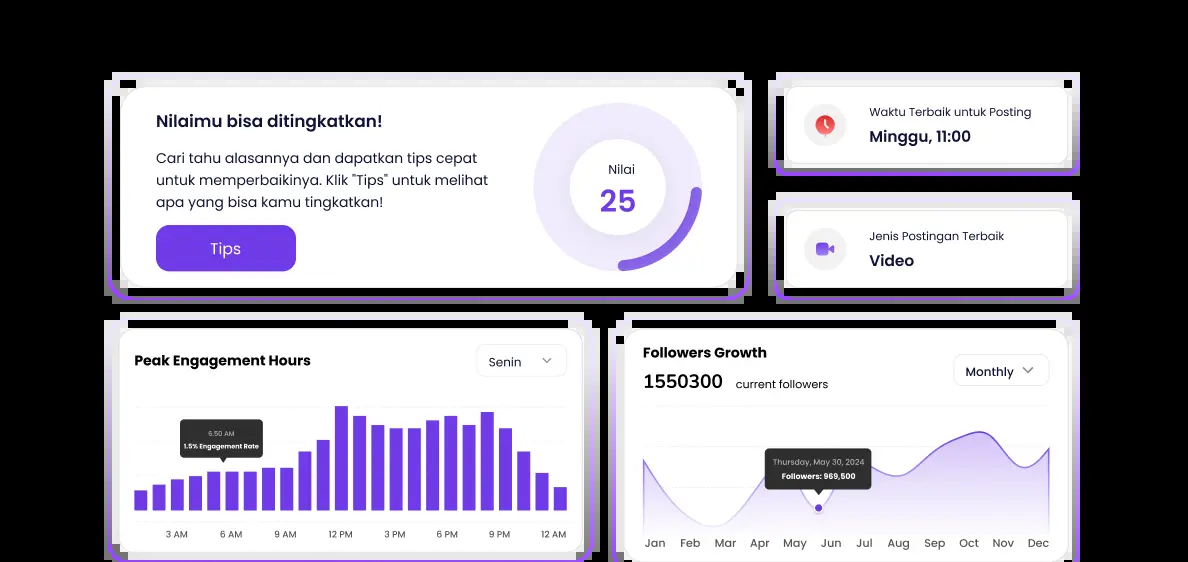 Nilaimu bisa ditingkatkan!
Cari tahu alasannya dan dapatkan tips cepat
untuk memperbaikinya. Klik "Tips" untuk melihat
apa yang bisa kamu tingkatkan!
Tips
Nilai
25
Waktu Terbaik untuk Posting
Minggu, 11:00
Jenis Postingan Terbaik
Video
Peak Engagement Hours
Senin
6.50 AM
1.5% Engagement Rate
3 AM 6 AM 9 AM 12 PM 3 PM 6 PM 9 PM 12 AM
Followers Growth
1550300 current followers
Monthly
Thursday, May 30, 2024
Followers: 969,500
Jan Feb Mar Apr May Jun Jul Aug Sep Oct Nov Dec